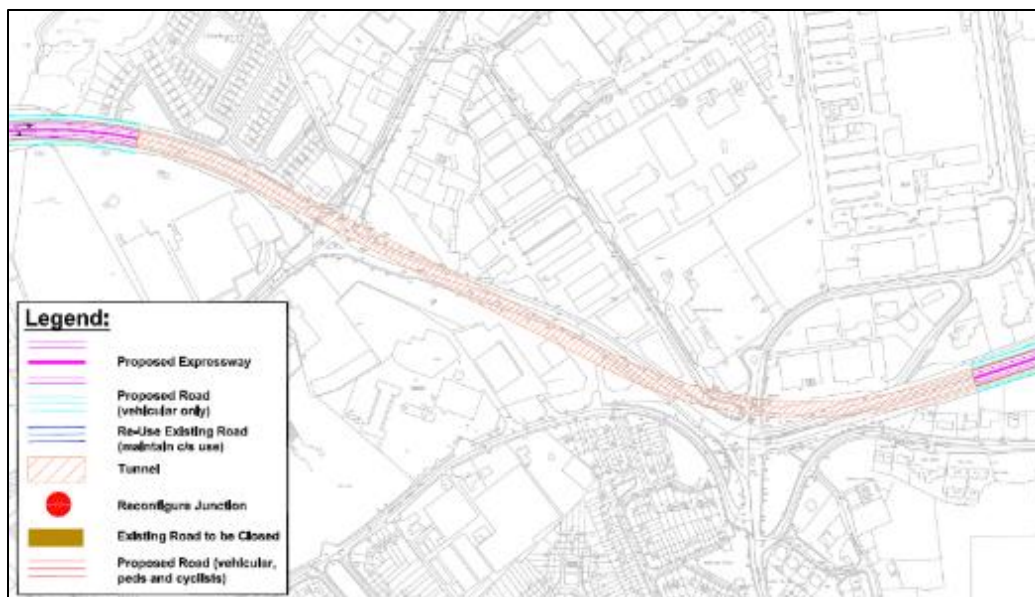 Legend:
Proposed Expressway
Proposed Road
(vehicular only)
Re-Use Existing Road
(maintain c/s use)
Tunnel
Reconfigure Junction
Existing Road to be Closed
Proposed Road (vehicular,
peds and cyclists)